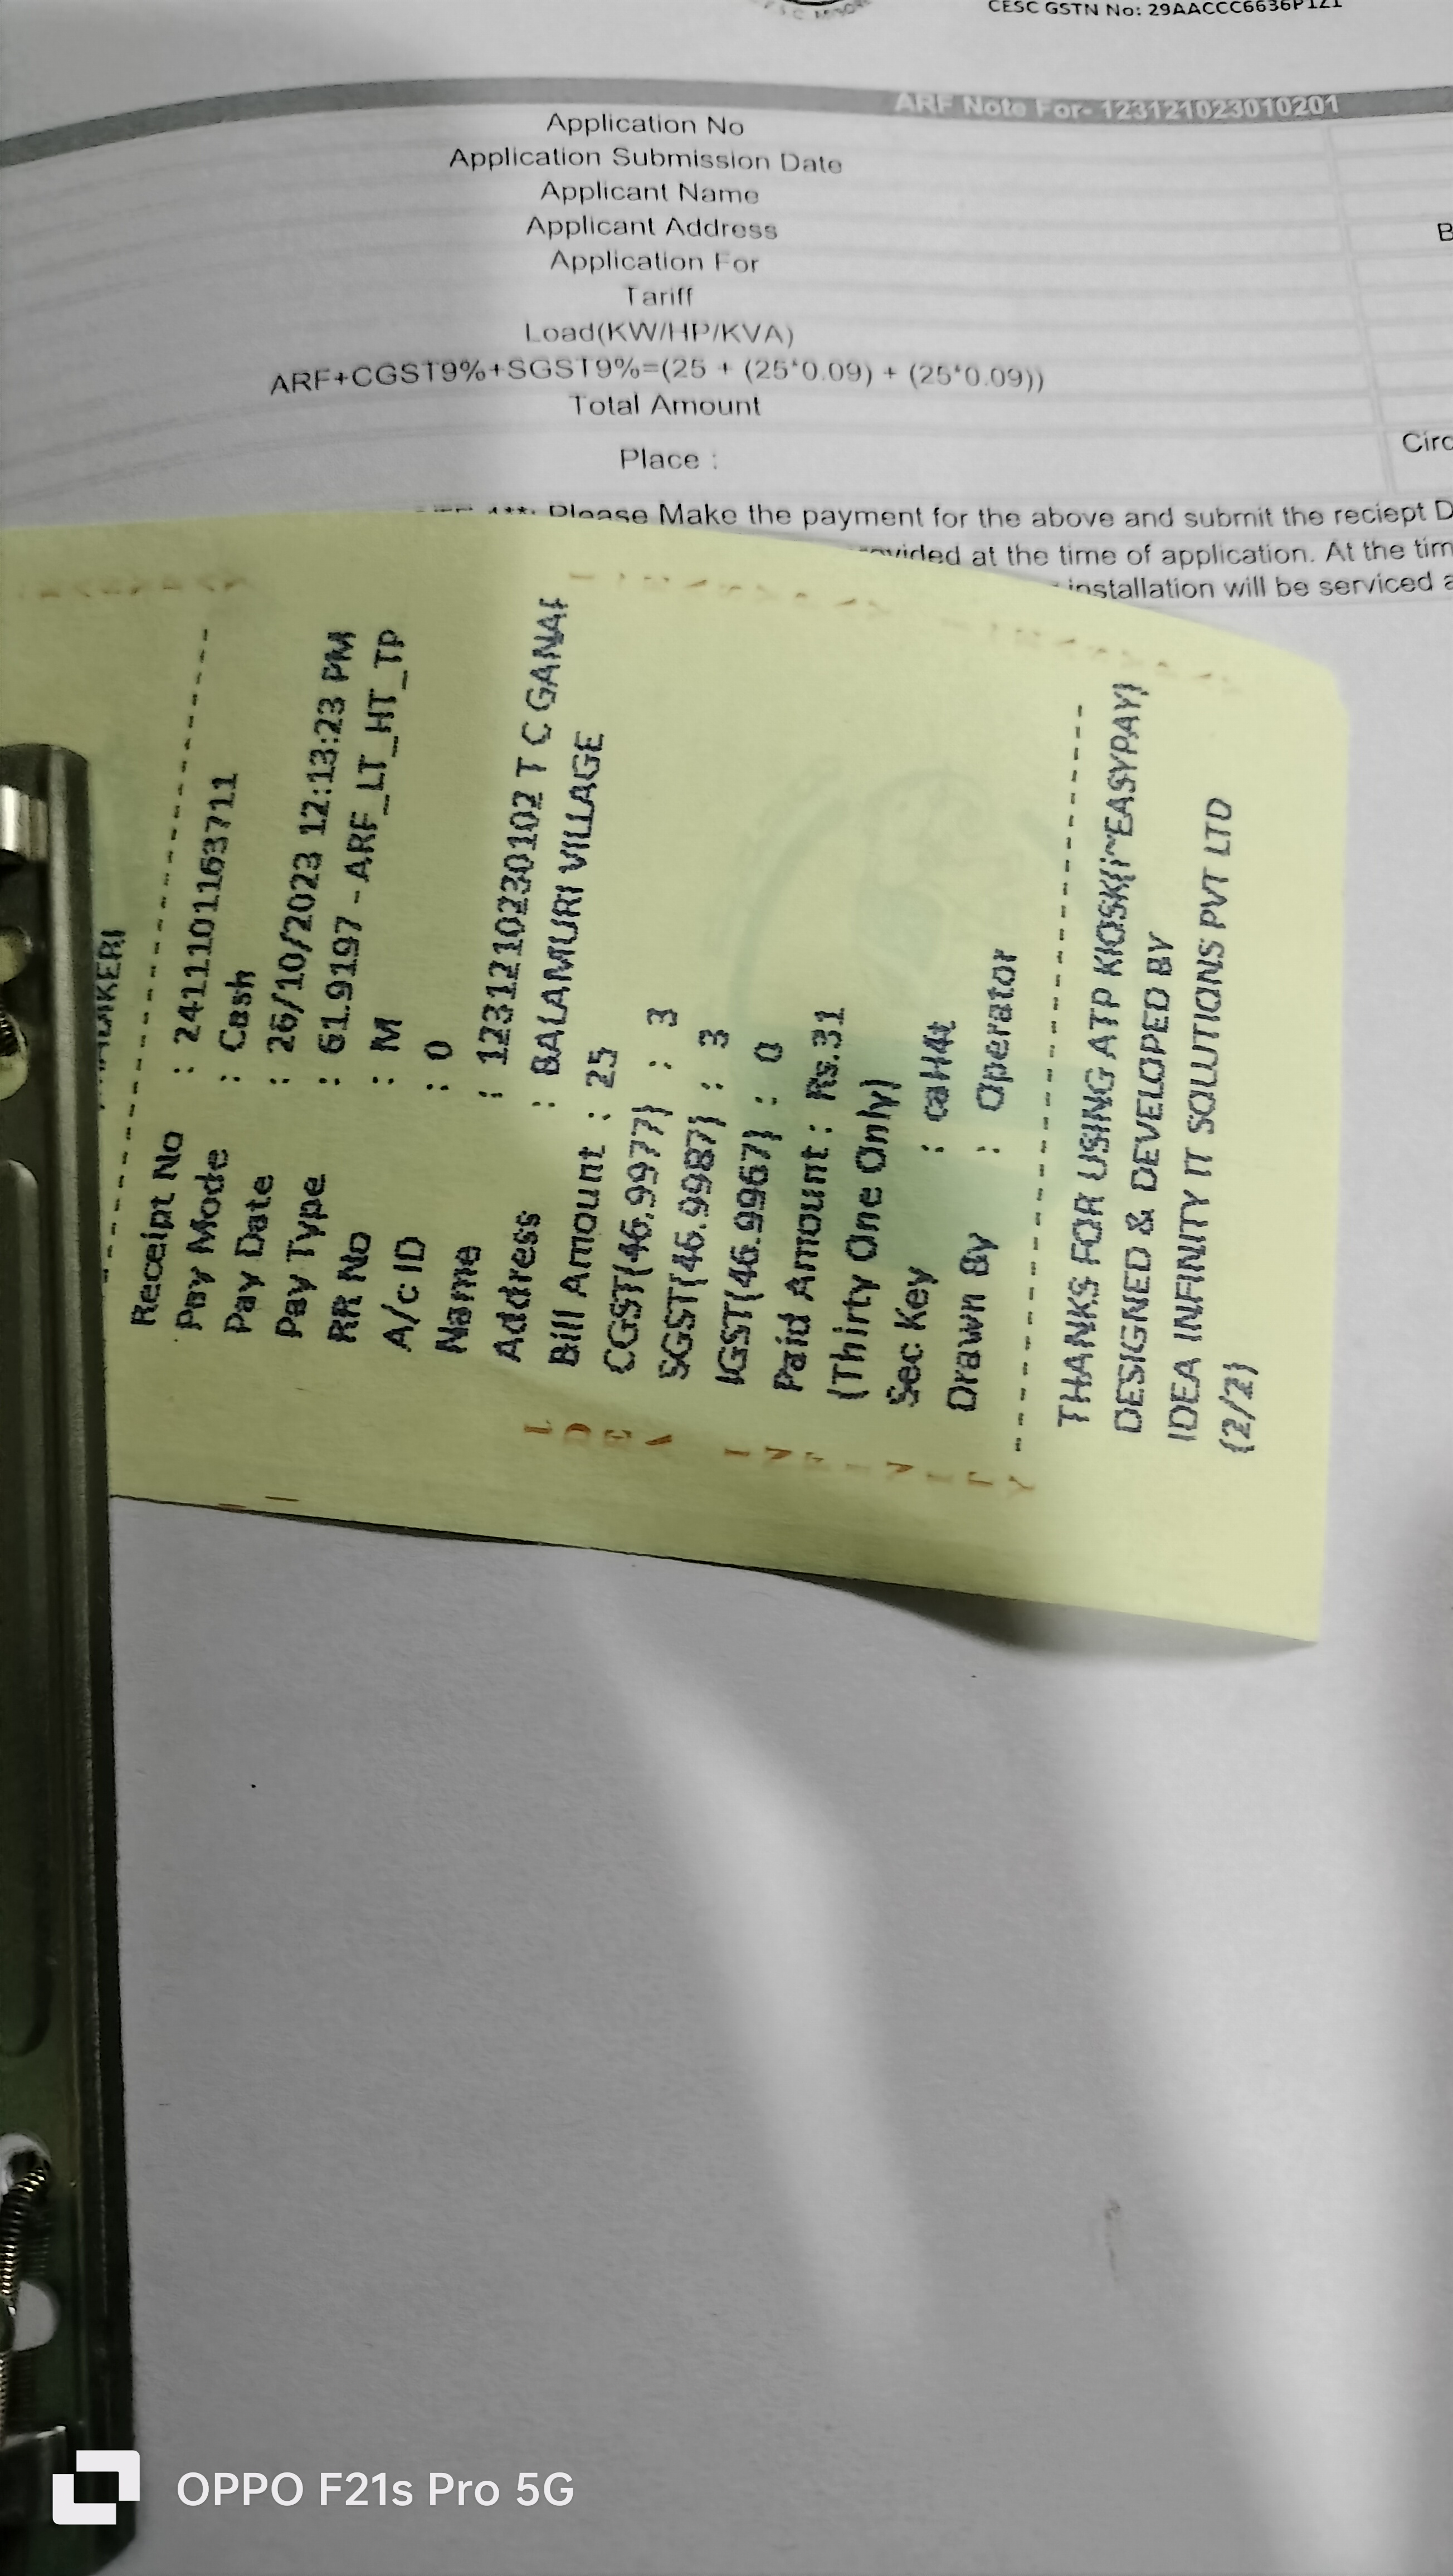 CESC GSTN No: 29AACCC6636P1Z1
ARF Note For- 123121023010201
Application No
Application Submission Date
Applicant Name
Applicant Address
B
Application For
Tariff
Load(KW/HP/KVA)
ARF+CGST9%+SGST9%=(25 + (25*0.09) + (25*0.09))
Total Amount
Circ
Place :
Please Make the payment for the above and submit the reciept D
at the time of application. At the tim
installation will be serviced a
Receipt No : 2411101163711
Pay Mode : Cash
Pay Date : 26/10/2023 12:13:23 PM
Pay Type : 61.9197 - ARF_LT_HT_TP
RR No : M
A/c ID : 0
Name : 1231210230102 T C GANA
Address : BALAMURI VILLAGE
Bill Amount : 25
CGST(46.9977) : 3
SGST(46.9987) : 3
IGST(46.9967) : 0
Paid Amount : Rs.31
(Thirty One Only)
Sec Key : caH4t
Drawn By : Operator
THANKS FOR USING ATP KIOSK(i~EASYPAY)
DESIGNED & DEVELOPED BY
IDEA INFINITY IT SOLUTIONS PVT LTD
(2/2)
IDEA INFINITY
OPPO F21s Pro 5G